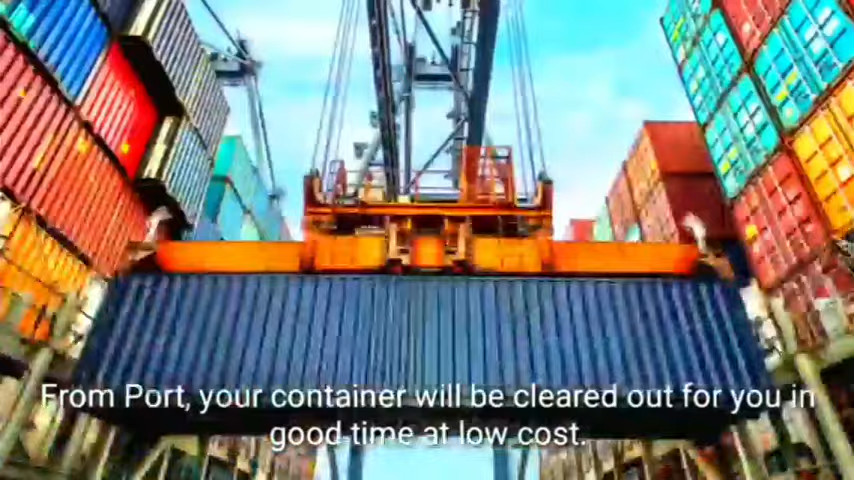 From Port, your container will be cleared out for you in
good time at low cost.